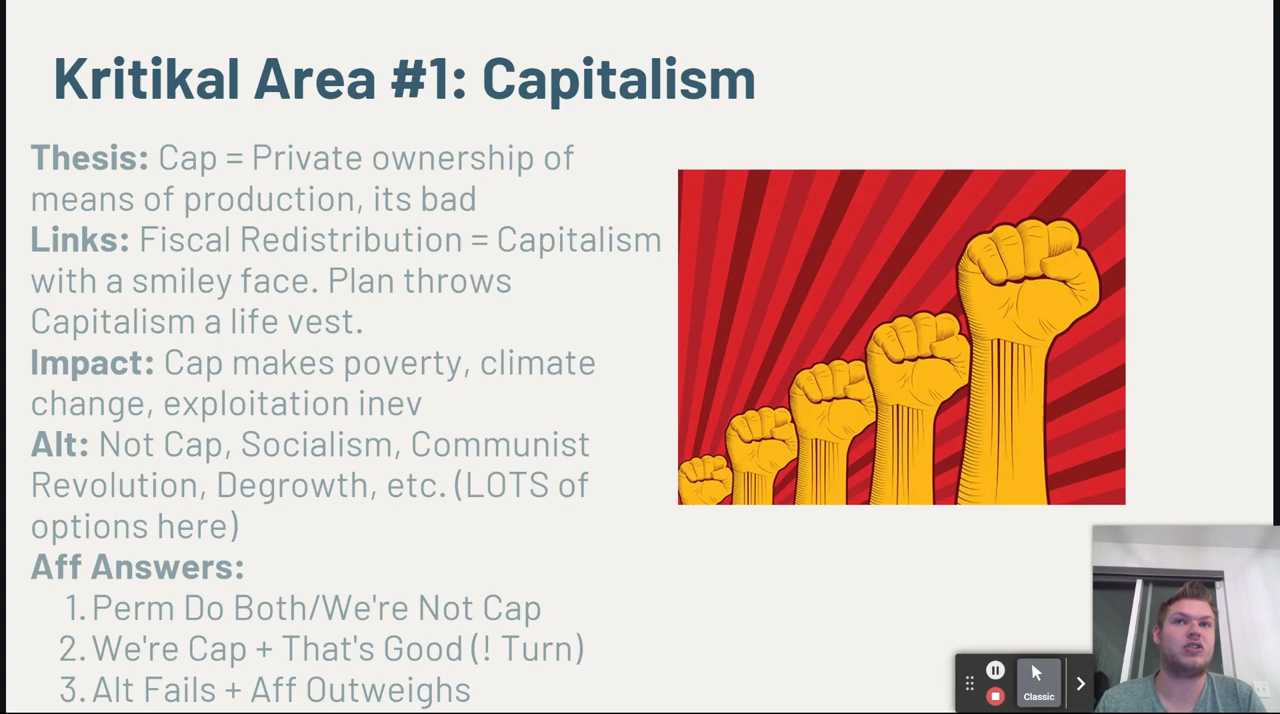 Kritikal Area #1: Capitalism
Thesis: Cap = Private ownership of
means of production, its bad
Links: Fiscal Redistribution = Capitalism
with a smiley face. Plan throws
Capitalism a life vest.
Impact: Cap makes poverty, climate
change, exploitation inev
Alt: Not Cap, Socialism, Communist
Revolution, Degrowth, etc. (LOTS of
options here)
Aff Answers:
1. Perm Do Both/We're Not Cap
2. We're Cap + That's Good (! Turn)
3. Alt Fails + Aff Outweighs
Classic